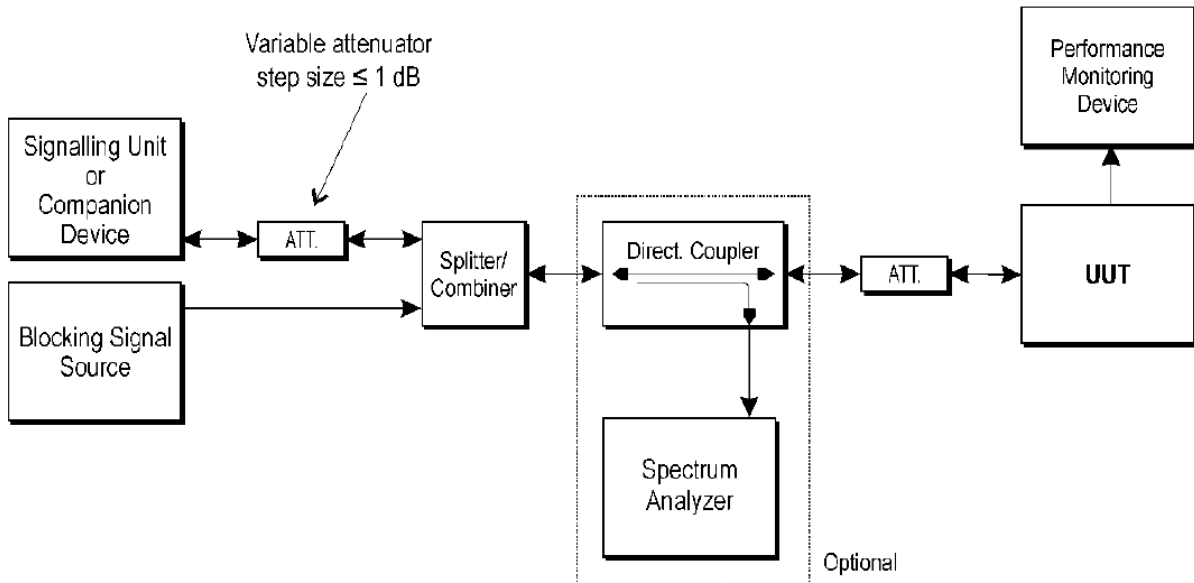 Variable attenuator
step size ≤ 1 dB
Performance
Monitoring
Device
Signalling Unit
or
Companion
Device
ATT.
Splitter/
Combiner
Direct. Coupler
ATT.
UUT
Blocking Signal
Source
Spectrum
Analyzer
Optional